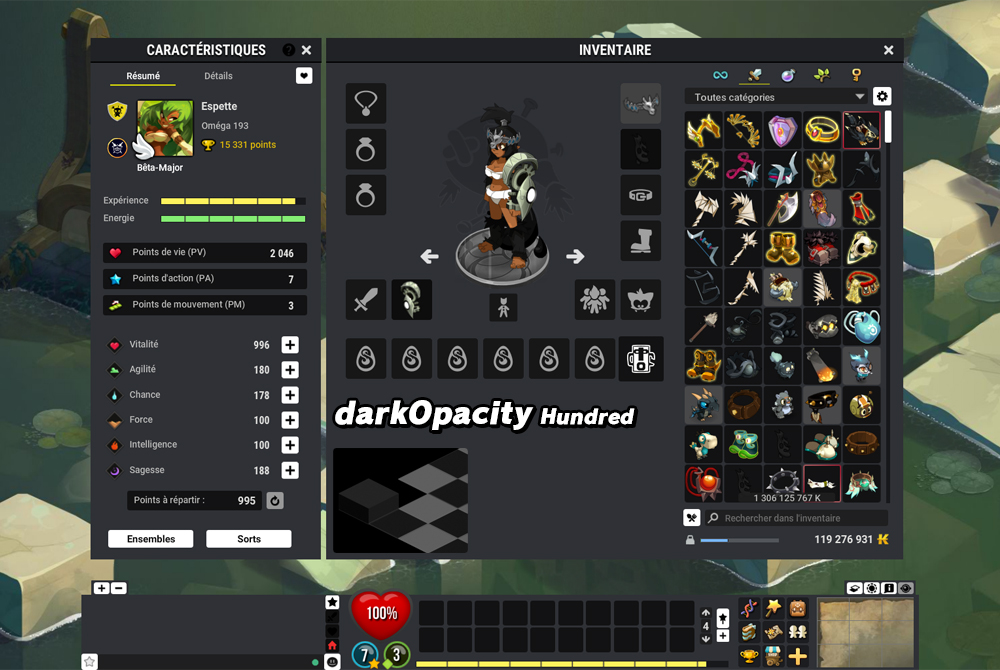 CARACTÉRISTIQUES
?
Résumé
Détails
Espette
Oméga 193
15 331 points
Bêta-Major
Expérience
Energie
Points de vie (PV)
2 046
Points d'action (PA)
7
Points de mouvement (PM)
3
Vitalité
996
Agilité
180
Chance
178
Force
100
Intelligence
100
Sagesse
188
Points à répartir :
995
Ensembles
Sorts
INVENTAIRE
Toutes catégories
1 306 125 767 K
Rechercher dans l'inventaire
119 276 931
darkOpacity Hundred
100%
7
3
4